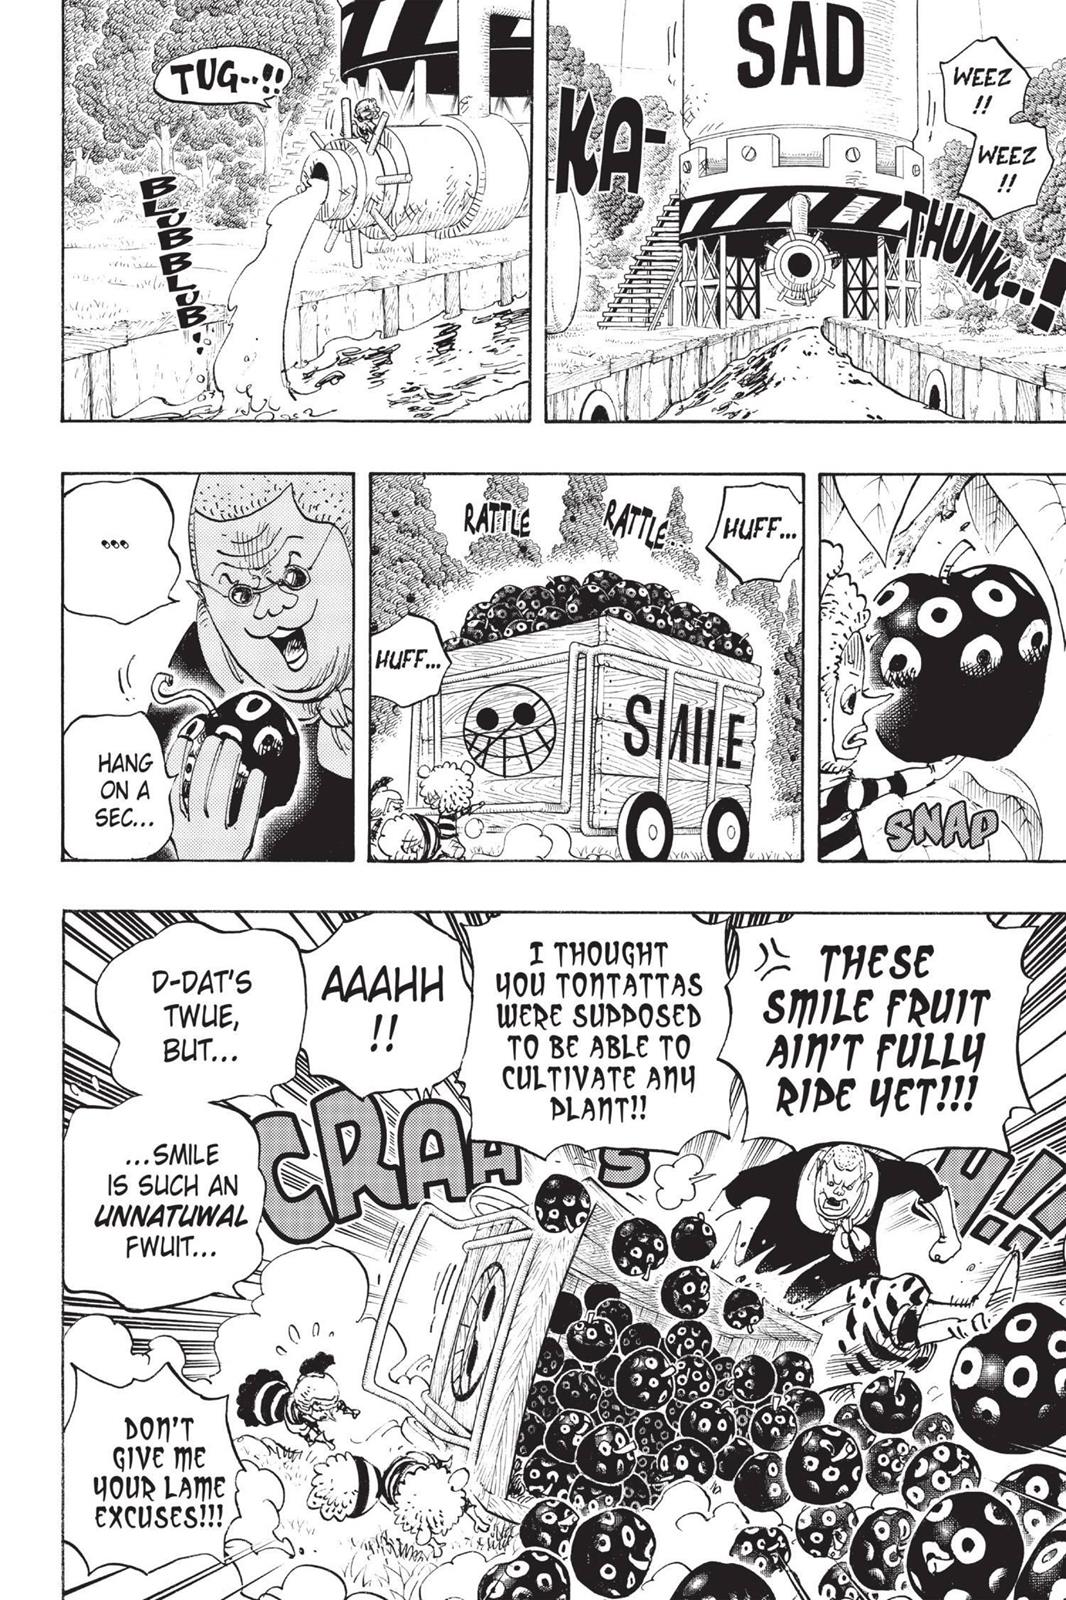 SAD
WEEZ
!!
WEEZ
!!
KA-
THUNK...!
TUG...!!
BLUBBLUB..
SNAP
HUFF...
RATTLE
RATTLE...
HUFF...
SMILE
...
HANG
ON A
SEC...
THESE
SMILE FRUIT
AIN'T FULLY
RIPE YET!!!
I THOUGHT
YOU TONTATTAS
WERE SUPPOSED
TO BE ABLE TO
CULTIVATE ANY
PLANT!!
AAAHH
!!
D-DAT'S
TWUE,
BUT...
...SMILE
IS SUCH AN
UNNATUWAL
FWUIT...
CRAASH!!!
DON'T
GIVE ME
YOUR LAME
EXCUSES!!!